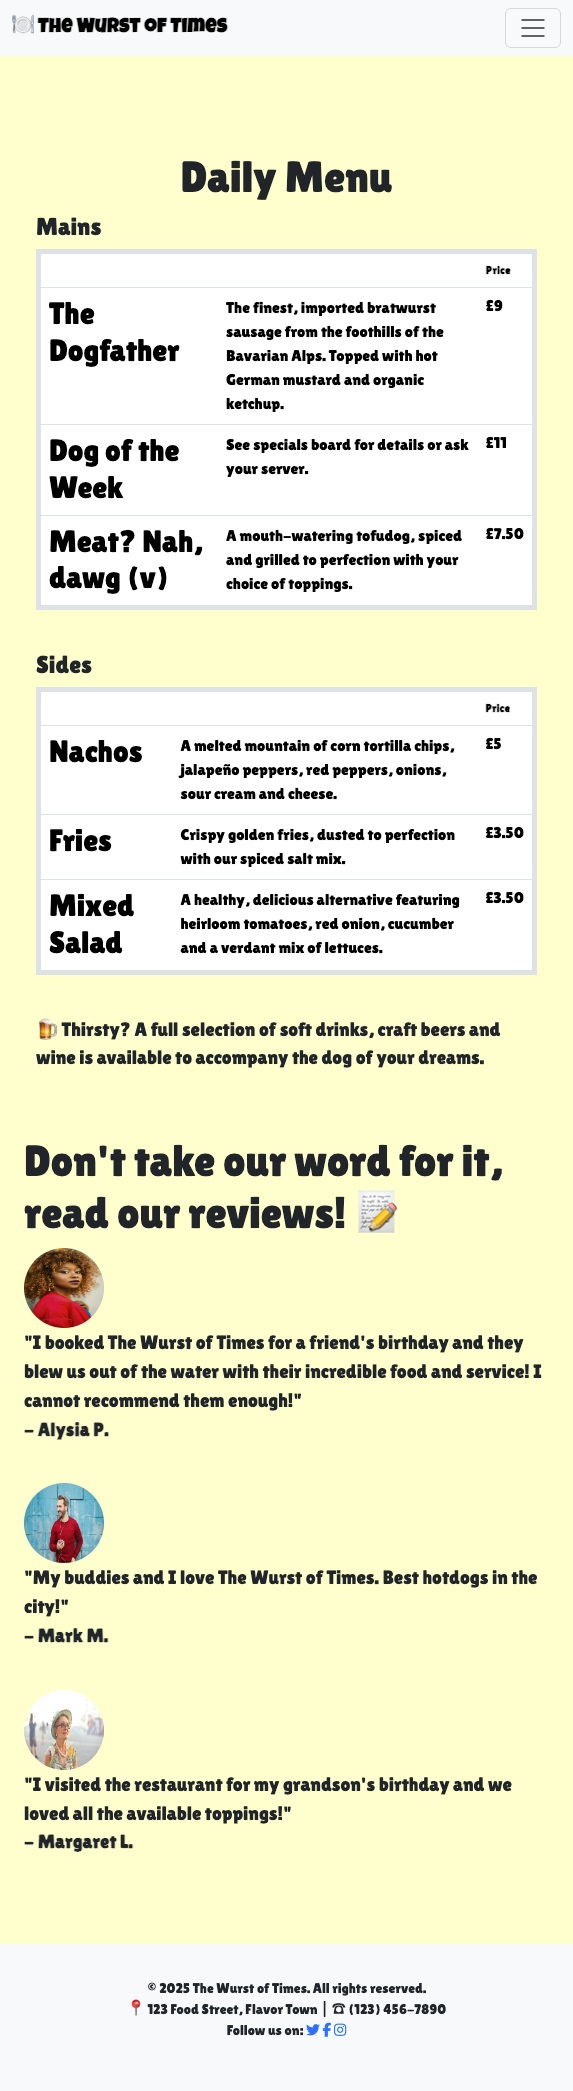 🍽️ The Wurst of Times
Daily Menu
Mains
Price
The
Dogfather
The finest, imported bratwurst
sausage from the foothills of the
Bavarian Alps. Topped with hot
German mustard and organic
ketchup.
£9
Dog of the
Week
See specials board for details or ask
your server.
£11
Meat? Nah,
dawg (v)
A mouth-watering tofudog, spiced
and grilled to perfection with your
choice of toppings.
£7.50
Sides
Price
Nachos
A melted mountain of corn tortilla chips,
jalapeño peppers, red peppers, onions,
sour cream and cheese.
£5
Fries
Crispy golden fries, dusted to perfection
with our spiced salt mix.
£3.50
Mixed
Salad
A healthy, delicious alternative featuring
heirloom tomatoes, red onion, cucumber
and a verdant mix of lettuces.
£3.50
🍺 Thirsty? A full selection of soft drinks, craft beers and
wine is available to accompany the dog of your dreams.
Don't take our word for it,
read our reviews! 📝
"I booked The Wurst of Times for a friend's birthday and they
blew us out of the water with their incredible food and service! I
cannot recommend them enough!"
- Alysia P.
"My buddies and I love The Wurst of Times. Best hotdogs in the
city!"
- Mark M.
"I visited the restaurant for my grandson's birthday and we
loved all the available toppings!"
- Margaret L.
© 2025 The Wurst of Times. All rights reserved.
📍 123 Food Street, Flavor Town | ☎ (123) 456-7890
Follow us on: